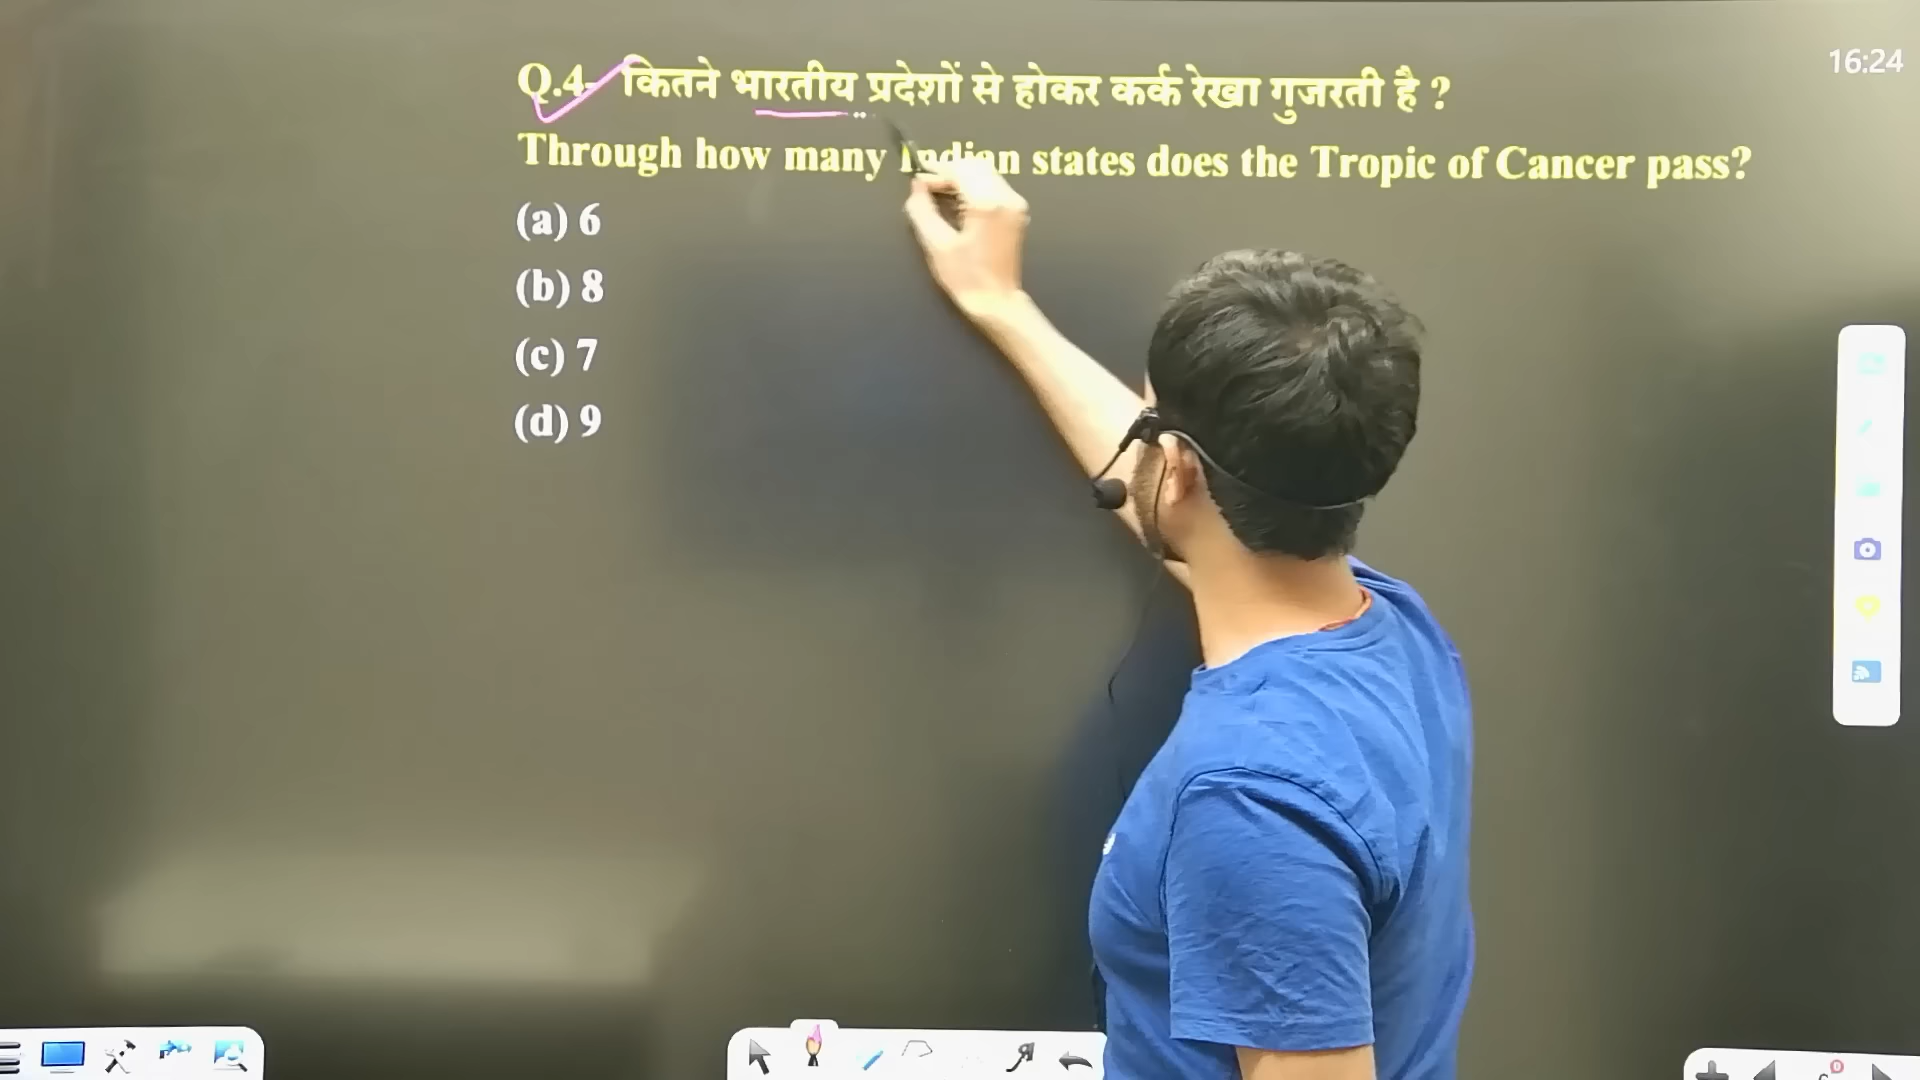 16:24
Q.4- कितने भारतीय प्रदेशों से होकर कर्क रेखा गुजरती है ?
Through how many Indian states does the Tropic of Cancer pass?
(a) 6
(b) 8
(c) 7
(d) 9